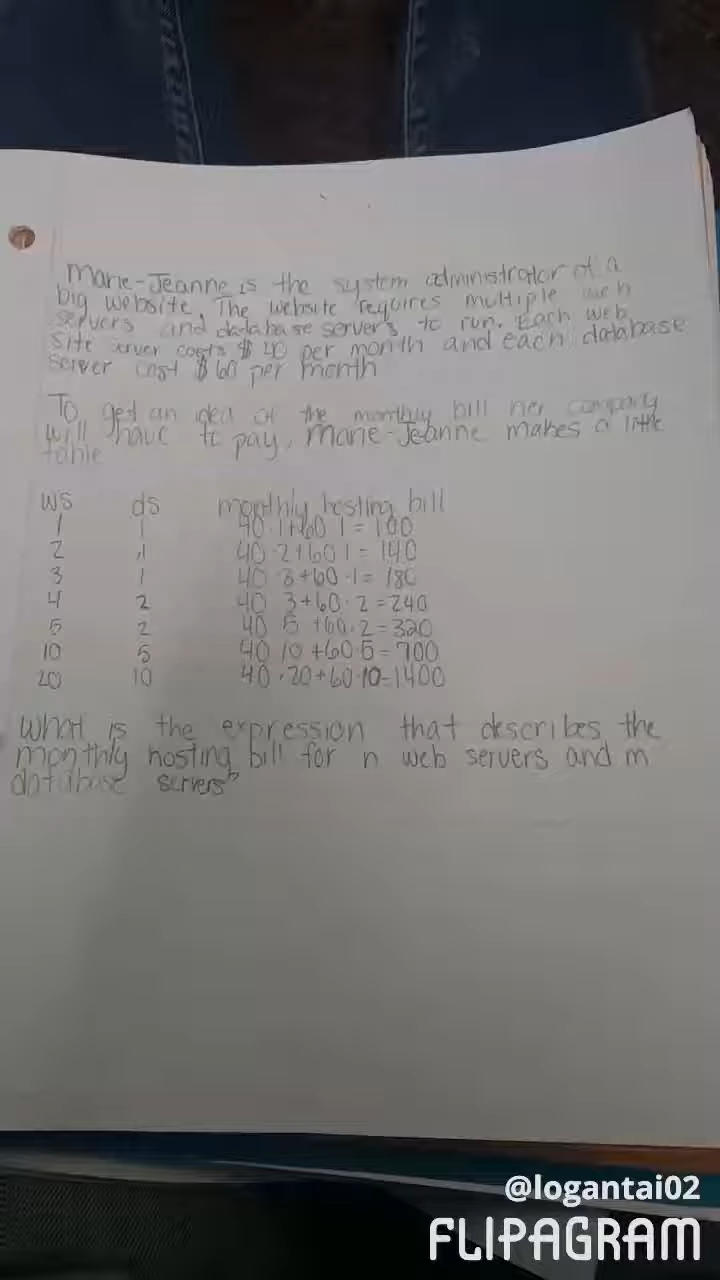 Marie-Jeanne is the system administrator of a
big website. The website requires multiple web
servers and database servers to run. Each web
site server costs $40 per month and each database
server cost $60 per month
To get an idea of the monthly bill her company
will have to pay, Marie-Jeanne makes a little
table
WS ds monthly hosting bill
1 1 40·1+60·1=100
2 1 40·2+60·1=140
3 1 40·3+60·1=180
4 2 40·3+60·2=240
5 2 40·5+60·2=320
10 5 40·10+60·5=700
20 10 40·20+60·10=1400
what is the expression that describes the
monthly hosting bill for n web servers and m
database servers?
@logantai02
FLIPAGRAM